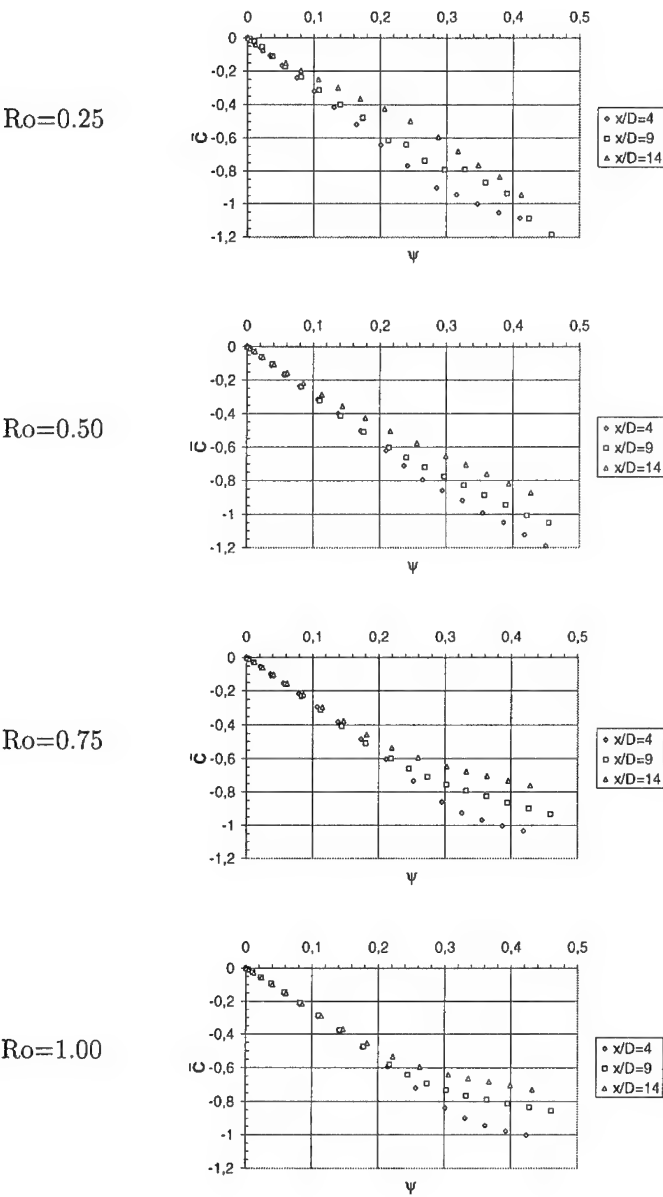 0 0,1 0,2 0,3 0,4 0,5
0
-0,2
-0,4
-0,6
-0,8
-1
-1,2
Ro=0.25
C̄
ψ
x/D=4
x/D=9
x/D=14
0 0,1 0,2 0,3 0,4 0,5
0
-0,2
-0,4
-0,6
-0,8
-1
-1,2
Ro=0.50
C̄
ψ
x/D=4
x/D=9
x/D=14
0 0,1 0,2 0,3 0,4 0,5
0
-0,2
-0,4
-0,6
-0,8
-1
-1,2
Ro=0.75
C̄
ψ
x/D=4
x/D=9
x/D=14
0 0,1 0,2 0,3 0,4 0,5
0
-0,2
-0,4
-0,6
-0,8
-1
-1,2
Ro=1.00
C̄
ψ
x/D=4
x/D=9
x/D=14